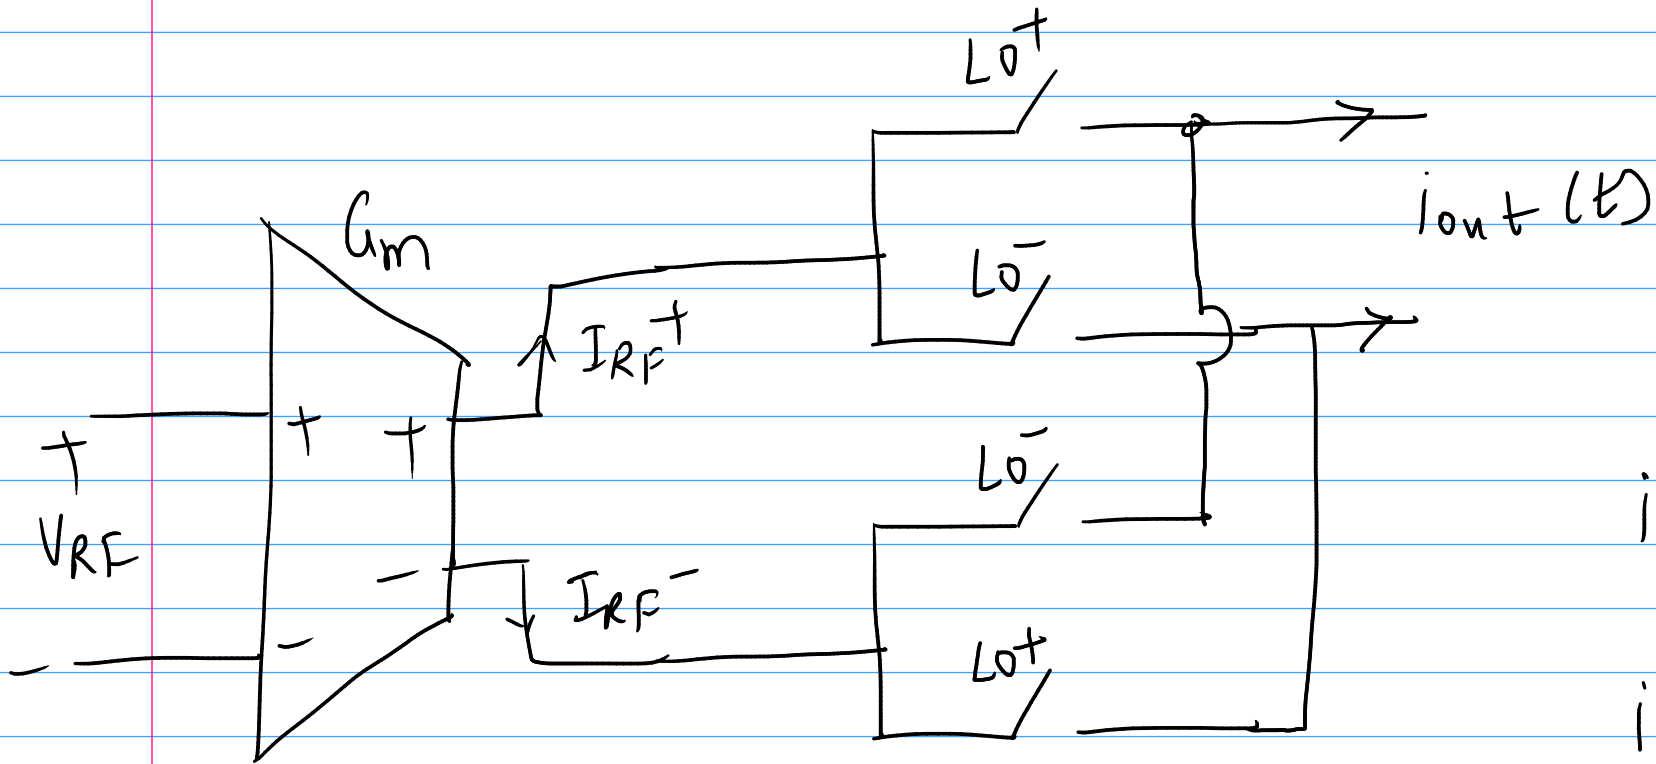 LO+
Gm
iout (t)
LO-
IRF+
+ + +
LO-
i
VRF
- IRF-
- -
LO+
i